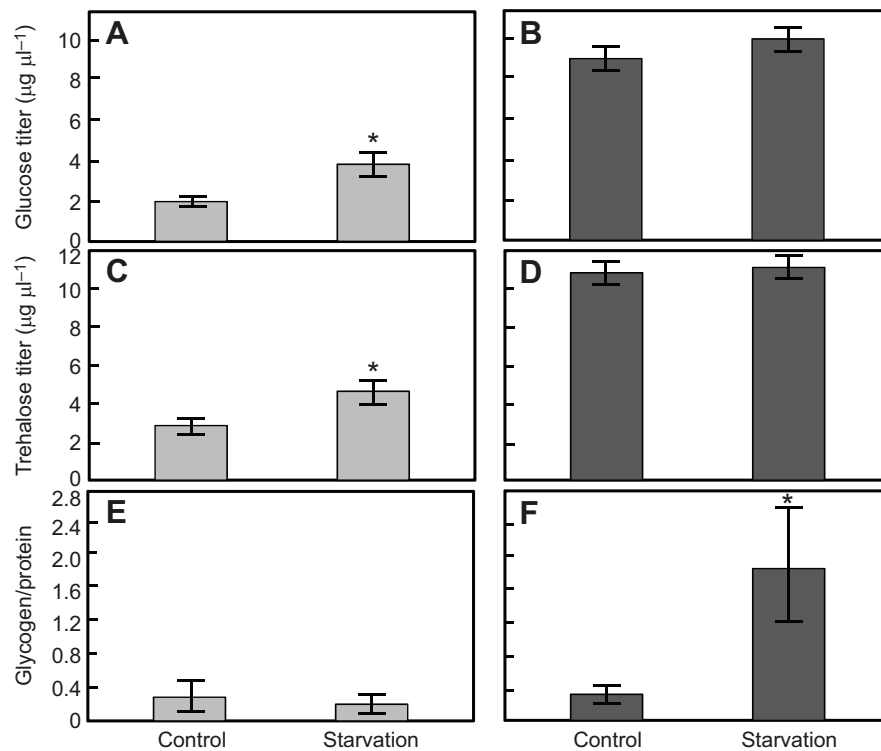 A
B
Glucose titer (μg μl⁻¹)
10
8
6
4
2
0
*
C
D
Trehalose titer (μg μl⁻¹)
12
10
8
6
4
2
0
*
E
F
Glycogen/protein
2.8
2.4
2.0
1.6
1.2
0.8
0.4
0
*
Control Starvation Control Starvation